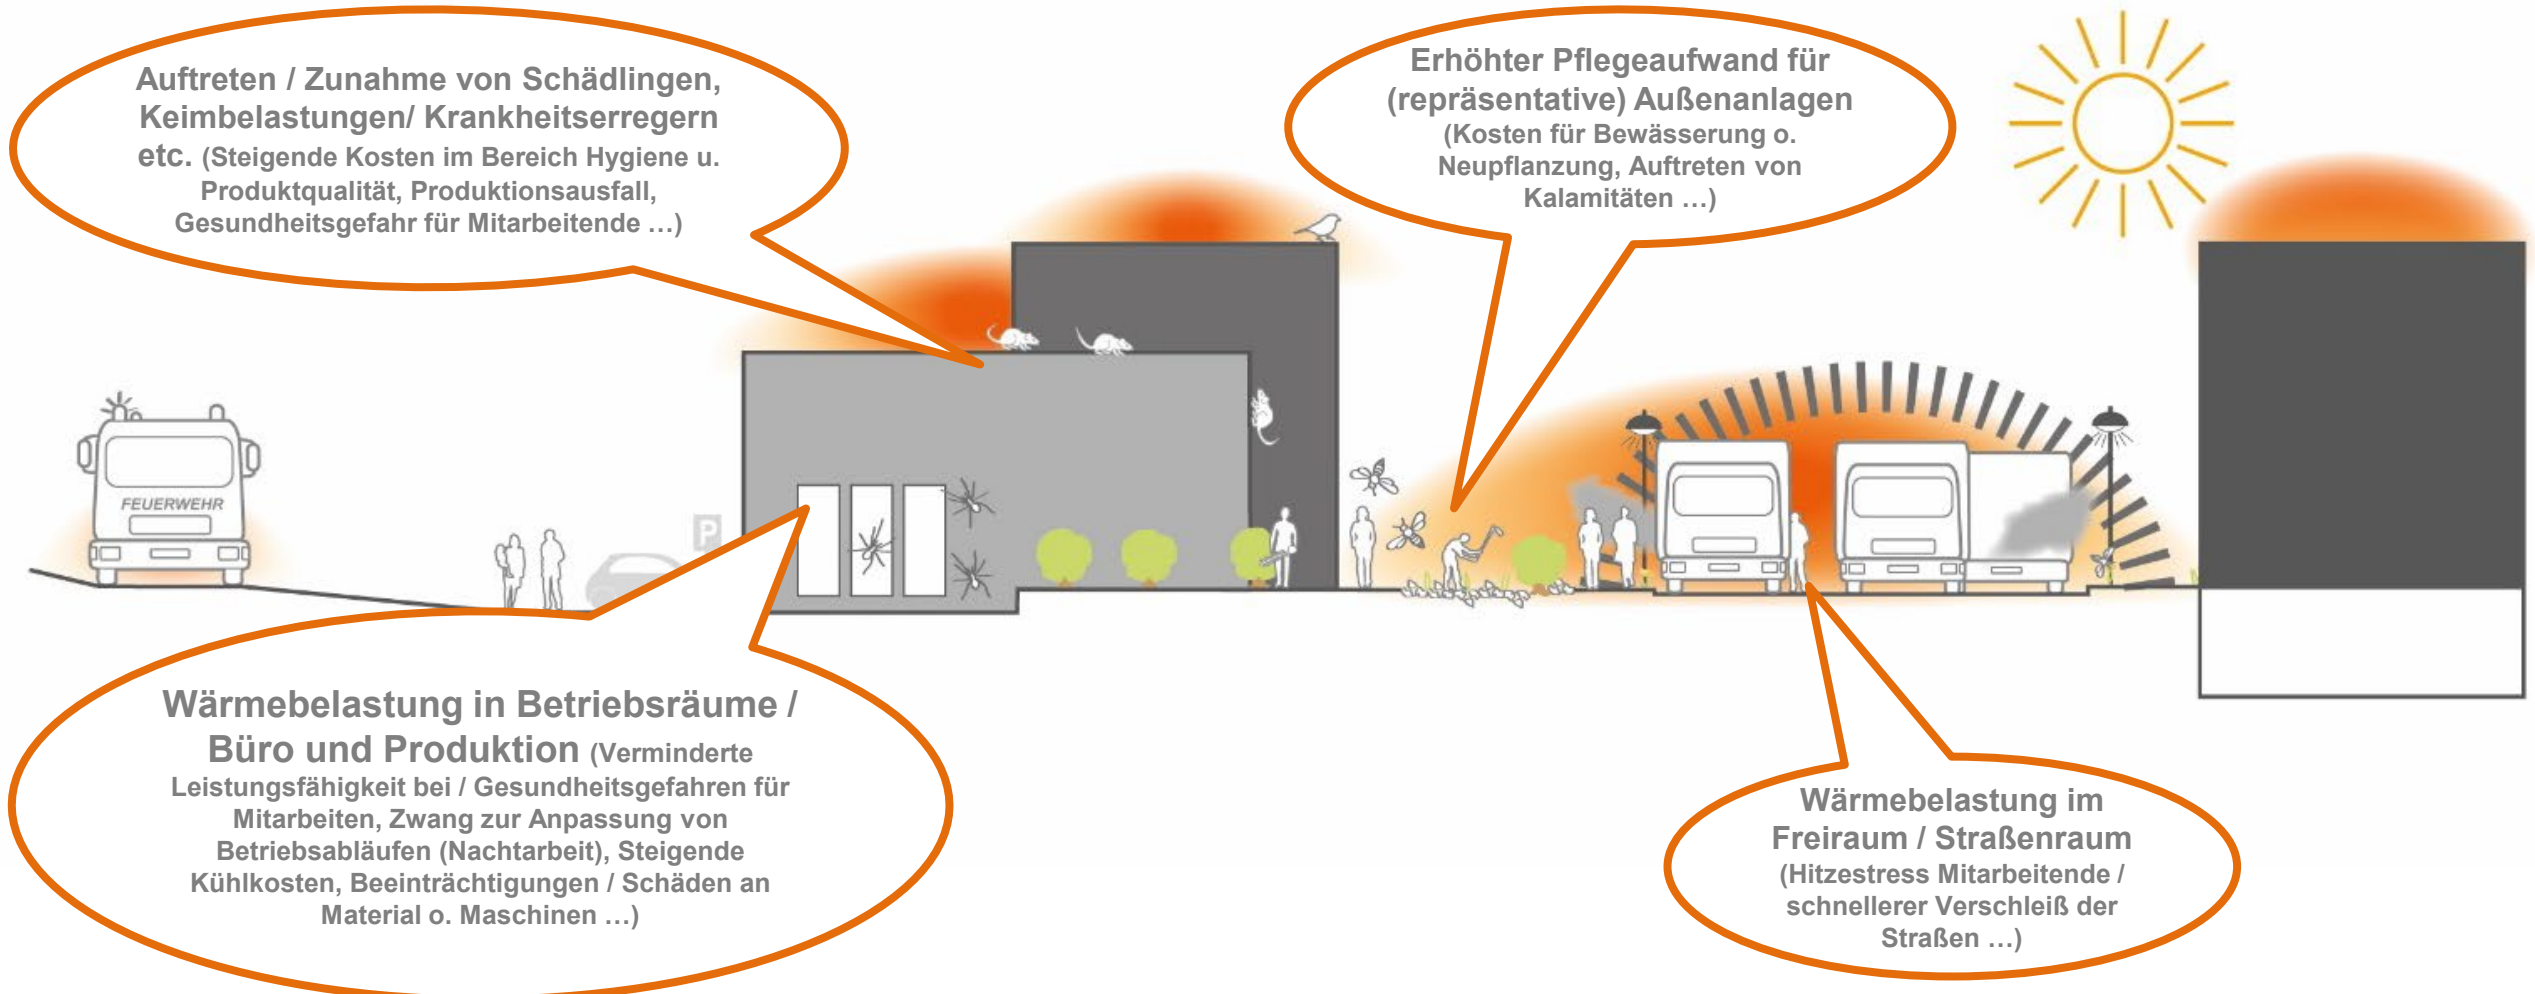 Auftreten / Zunahme von Schädlingen,
Keimbelastungen/ Krankheitserregern
etc. (Steigende Kosten im Bereich Hygiene u.
Produktqualität, Produktionsausfall,
Gesundheitsgefahr für Mitarbeitende …)
Erhöhter Pflegeaufwand für
(repräsentative) Außenanlagen
(Kosten für Bewässerung o.
Neupflanzung, Auftreten von
Kalamitäten …)
FEUERWEHR
P
Wärmebelastung in Betriebsräume /
Büro und Produktion (Verminderte
Leistungsfähigkeit bei / Gesundheitsgefahren für
Mitarbeiten, Zwang zur Anpassung von
Betriebsabläufen (Nachtarbeit), Steigende
Kühlkosten, Beeinträchtigungen / Schäden an
Material o. Maschinen …)
Wärmebelastung im
Freiraum / Straßenraum
(Hitzestress Mitarbeitende /
schnellerer Verschleiß der
Straßen …)